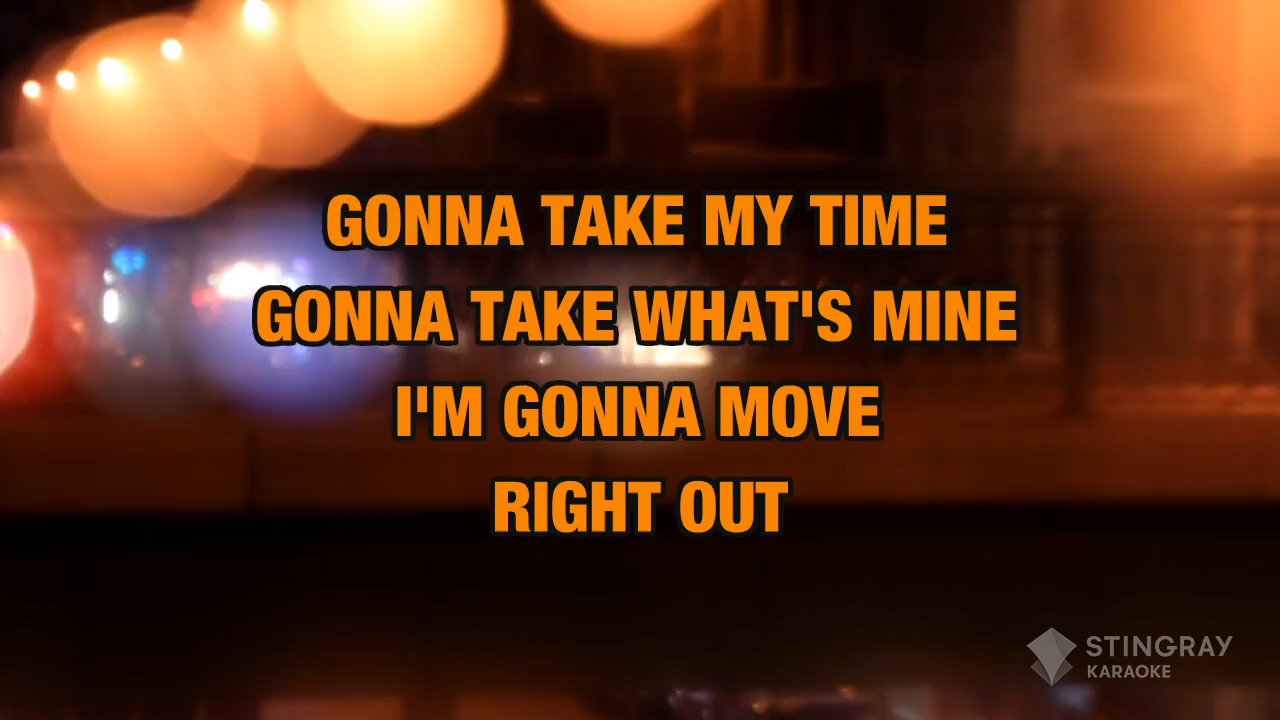 GONNA TAKE MY TIME
GONNA TAKE WHAT'S MINE
I'M GONNA MOVE
RIGHT OUT
STINGRAY
KARAOKE